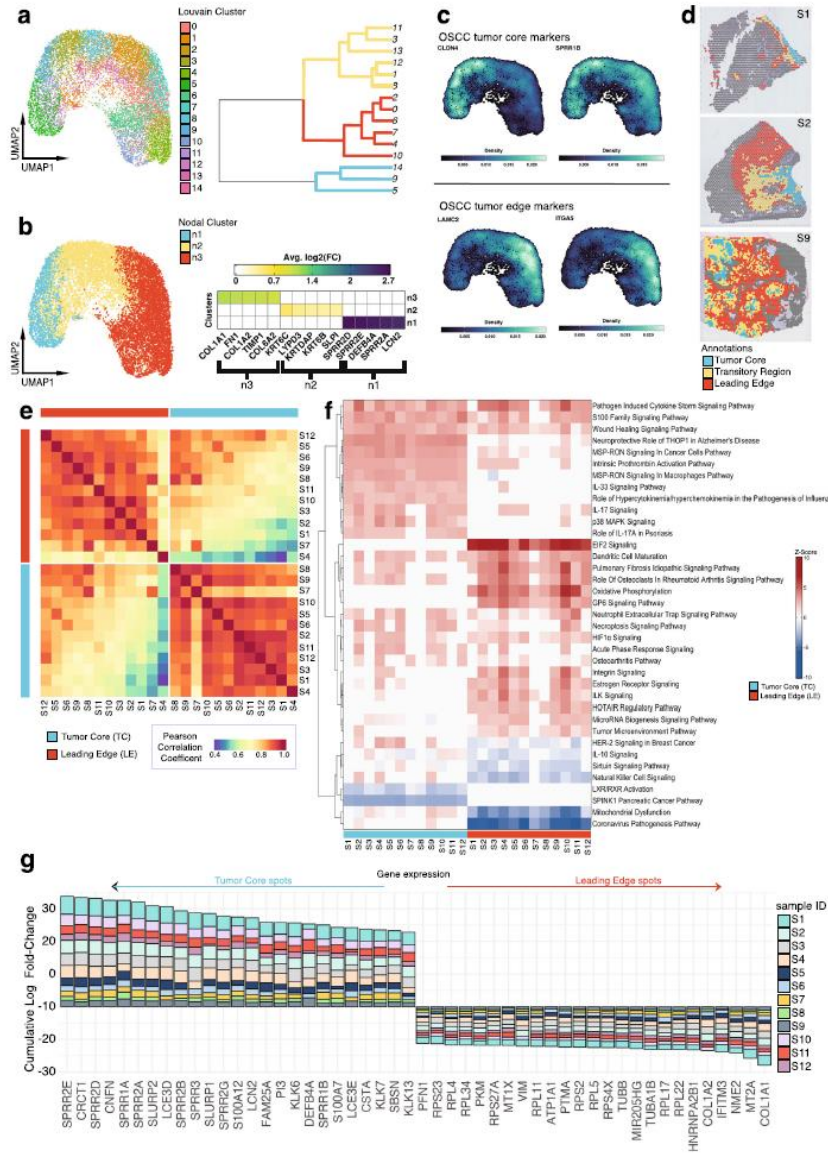 a
Louvain Cluster
0
1
2
3
4
5
6
7
8
9
10
11
12
13
14
UMAP2
UMAP1
11
3
13
12
1
8
2
0
6
7
4
10
14
9
5
b
Nodal Cluster
n1
n2
n3
UMAP2
UMAP1
Avg. log2(FC)
0 0.7 1.4 2.7
Clusters
n3
n2
n1
COL1A1
FN1
COL1A2
TIMP1
COL6A2
KRT6C
LYPD3
KRTDAP
KRT6B
SLPI
SPRR2D
SPRR2E
DEFB4A
SPRR2A
LCN2
n3 n2 n1
c
OSCC tumor core markers
CLDN4 SPRR1B
Density Density
OSCC tumor edge markers
LAMC2 ITGA5
Density Density
d
S1
S2
S9
Annotations
Tumor Core
Transitory Region
Leading Edge
e
S12
S5
S6
S9
S8
S11
S10
S3
S2
S1
S7
S4
S8
S9
S7
S10
S5
S6
S2
S11
S12
S3
S1
S4
S12 S5 S6 S9 S8 S11 S10 S3 S2 S1 S7 S4 S8 S9 S7 S10 S5 S6 S2 S11 S12 S3 S1 S4
Tumor Core (TC)
Leading Edge (LE)
Pearson
Correlation
Coefficent
0.4 0.6 0.8 1.0
f
Pathogen Induced Cytokine Storm Signaling Pathway
S100 Family Signaling Pathway
Wound Healing Signaling Pathway
Neuroprotective Role of THOP1 in Alzheimer's Disease
MSP-RON Signaling In Cancer Cells Pathway
Intrinsic Prothrombin Activation Pathway
MSP-RON Signaling In Macrophages Pathway
IL-33 Signaling Pathway
Role of Hypercytokinemia/hyperchemokinemia in the Pathogenesis of Influenz
IL-17 Signaling
p38 MAPK Signaling
Role of IL-17A in Psoriasis
EIF2 Signaling
Dendritic Cell Maturation
Pulmonary Fibrosis Idiopathic Signaling Pathway
Role Of Osteoclasts In Rheumatoid Arthritis Signaling Pathway
Oxidative Phosphorylation
GP6 Signaling Pathway
Neutrophil Extracellular Trap Signaling Pathway
Necroptosis Signaling Pathway
HIF1α Signaling
Acute Phase Response Signaling
Osteoarthritis Pathway
Integrin Signaling
Estrogen Receptor Signaling
ILK Signaling
HOTAIR Regulatory Pathway
MicroRNA Biogenesis Signaling Pathway
Tumor Microenvironment Pathway
HER-2 Signaling in Breast Cancer
IL-16 Signaling
Sirtuin Signaling Pathway
Natural Killer Cell Signaling
LXR/RXR Activation
SPINK1 Pancreatic Cancer Pathway
Mitochondrial Dysfunction
Coronavirus Pathogenesis Pathway
S1 S2 S3 S4 S5 S6 S7 S8 S9 S10 S11 S12 S1 S2 S3 S4 S5 S6 S7 S8 S9 S10 S11 S12
Z-Score
10
0
-10
Tumor Core (TC)
Leading Edge (LE)
g
Gene expression
Tumor Core spots Leading Edge spots
Cumulative Log Fold-Change
30
20
10
0
-10
-20
-30
SPRR2E
CRCT1
SPRR2D
CNFN
SPRR1A
SPRR2A
SLURP2
LCE3D
SPRR2B
SPRR3
SLURP1
SPRR2G
S100A12
LCN2
FAM25A
PI3
KLK6
DEFB4A
SPRR1B
S100A7
LCE3E
CSTA
KLK7
SBSN
KLK13
PFN1
RPS23
RPL4
RPL34
PKM
RPS27A
MT1X
VIM
RPL11
ATP1A1
PTMA
RPS2
RPL5
RPS4X
TUBB
MIR205HG
TUBA1B
RPL17
RPL22
HNRNPA2B1
COL1A2
IFITM3
NME2
MT2A
COL1A1
sample ID
S1
S2
S3
S4
S5
S6
S7
S8
S9
S10
S11
S12